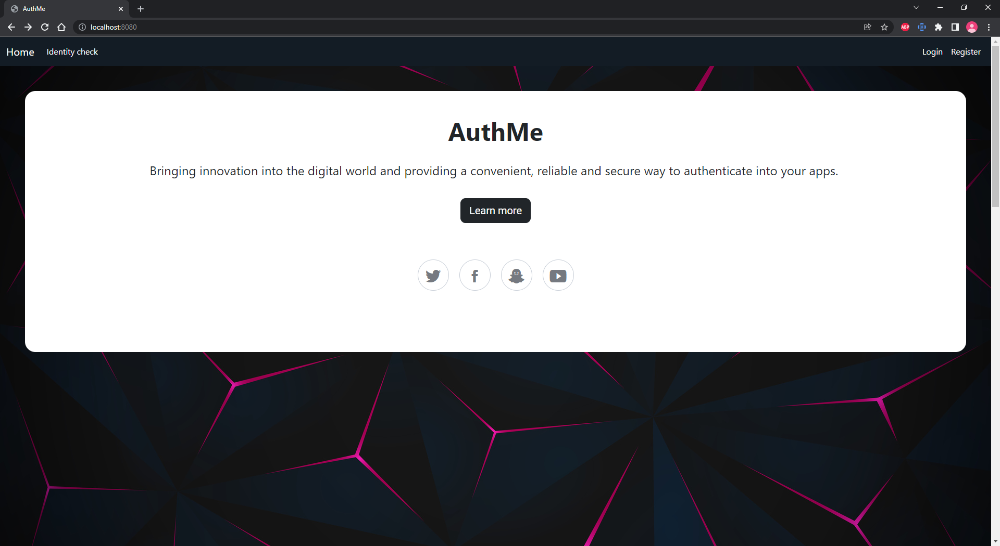 AuthMe
localhost:8080
ABP
Home Identity check Login Register
AuthMe
Bringing innovation into the digital world and providing a convenient, reliable and secure way to authenticate into your apps.
Learn more